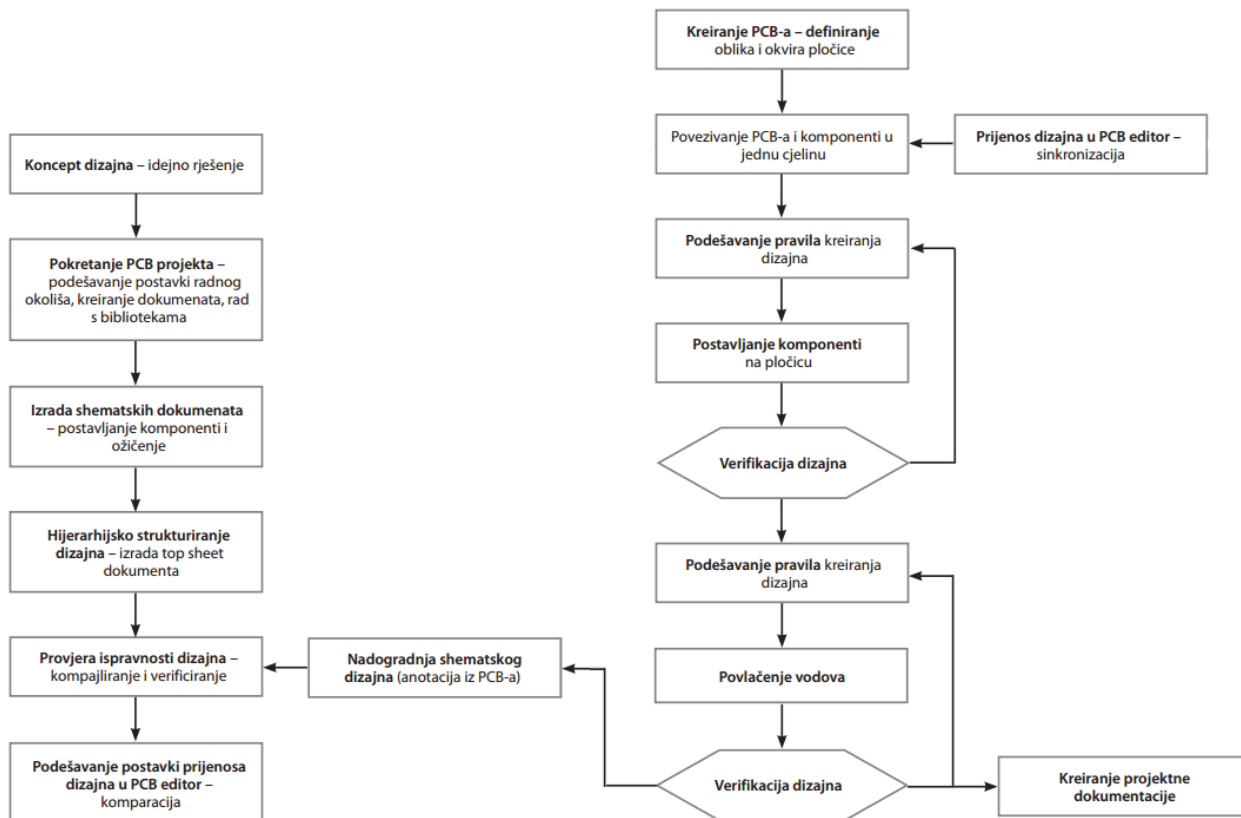 Koncept dizajna – idejno rješenje
Pokretanje PCB projekta –
podešavanje postavki radnog
okoliša, kreiranje dokumenata, rad
s bibliotekama
Izrada shematskih dokumenata
– postavljanje komponenti i
ožičenje
Hijerarhijsko strukturiranje
dizajna – izrada top sheet
dokumenta
Provjera ispravnosti dizajna –
kompajliranje i verificiranje
Podešavanje postavki prijenosa
dizajna u PCB editor –
komparacija
Nadogradnja shematskog
dizajna (anotacija iz PCB-a)
Kreiranje PCB-a – definiranje
oblika i okvira pločice
Povezivanje PCB-a i komponenti u
jednu cjelinu
Prijenos dizajna u PCB editor –
sinkronizacija
Podešavanje pravila kreiranja
dizajna
Postavljanje komponenti
na pločicu
Verifikacija dizajna
Podešavanje pravila kreiranja
dizajna
Povlačenje vodova
Verifikacija dizajna
Kreiranje projektne
dokumentacije